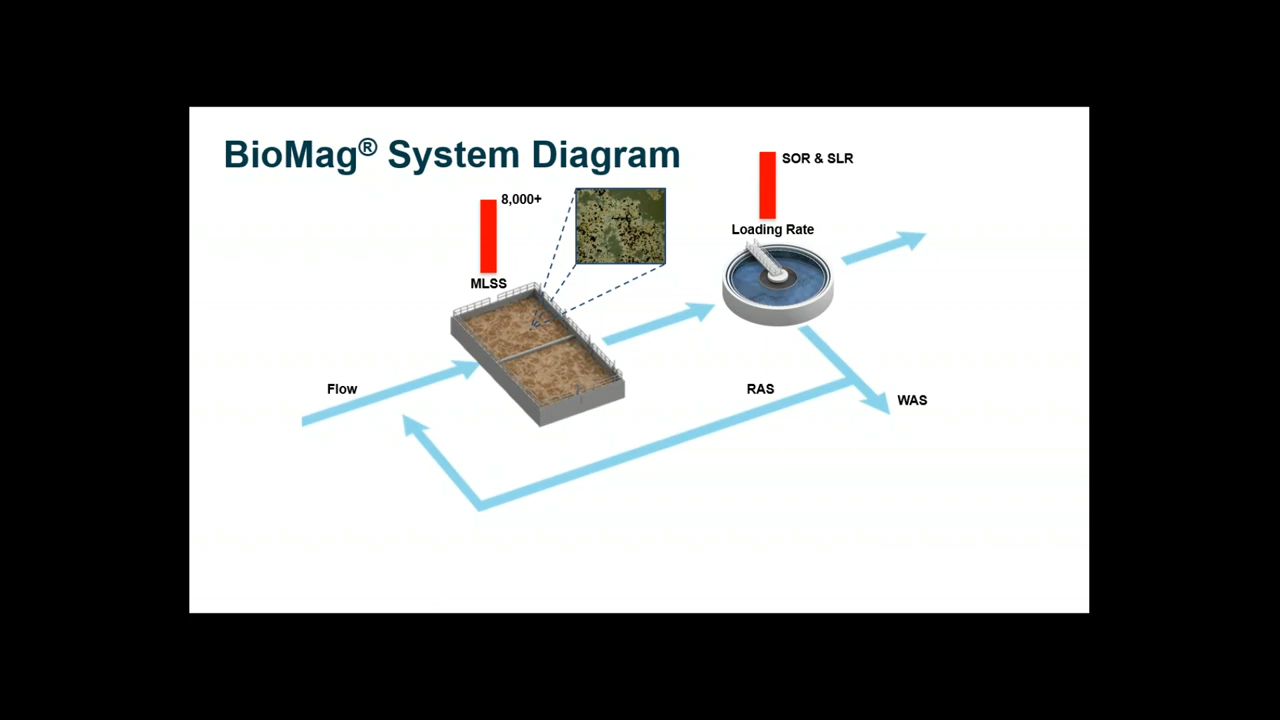 BioMag® System Diagram
SOR & SLR
8,000+
Loading Rate
MLSS
Flow
RAS
WAS